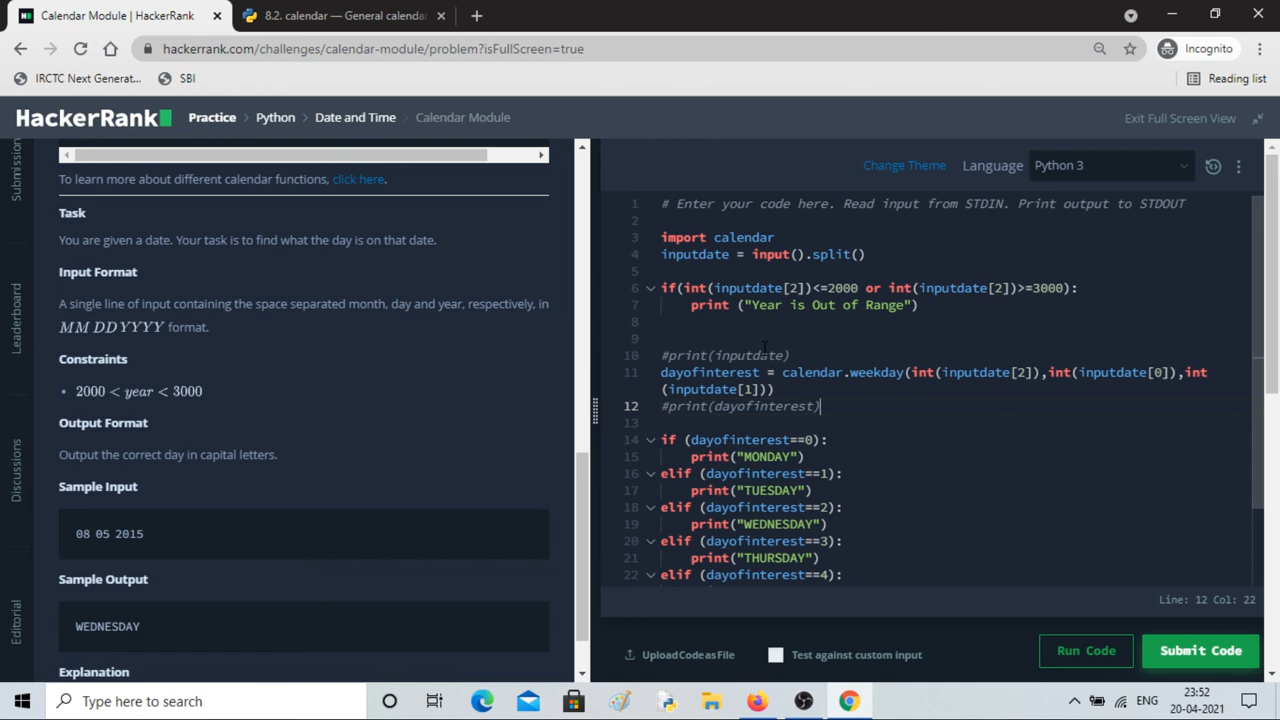 Calendar Module | HackerRank
8.2. calendar — General calendar
hackerrank.com/challenges/calendar-module/problem?isFullScreen=true
Incognito
IRCTC Next Generat...
SBI
Reading list
HackerRank
Practice > Python > Date and Time > Calendar Module
Exit Full Screen View
Submission
Leaderboard
Discussions
Editorial
To learn more about different calendar functions, click here.
Task
You are given a date. Your task is to find what the day is on that date.
Input Format
A single line of input containing the space separated month, day and year, respectively, in
MM DD YYYY format.
Constraints
• 2000 < year < 3000
Output Format
Output the correct day in capital letters.
Sample Input
08 05 2015
Sample Output
WEDNESDAY
Explanation
Change Theme
Language
Python 3
1 # Enter your code here. Read input from STDIN. Print output to STDOUT
2
3 import calendar
4 inputdate = input().split()
5
6 if(int(inputdate[2])<=2000 or int(inputdate[2])>=3000):
7 print ("Year is Out of Range")
8
9
10 #print(inputdate)
11 dayofinterest = calendar.weekday(int(inputdate[2]),int(inputdate[0]),int
(inputdate[1]))
12 #print(dayofinterest)
13
14 if (dayofinterest==0):
15 print("MONDAY")
16 elif (dayofinterest==1):
17 print("TUESDAY")
18 elif (dayofinterest==2):
19 print("WEDNESDAY")
20 elif (dayofinterest==3):
21 print("THURSDAY")
22 elif (dayofinterest==4):
Line: 12 Col: 22
Upload Code as File
Test against custom input
Run Code
Submit Code
Type here to search
ENG
23:52
20-04-2021